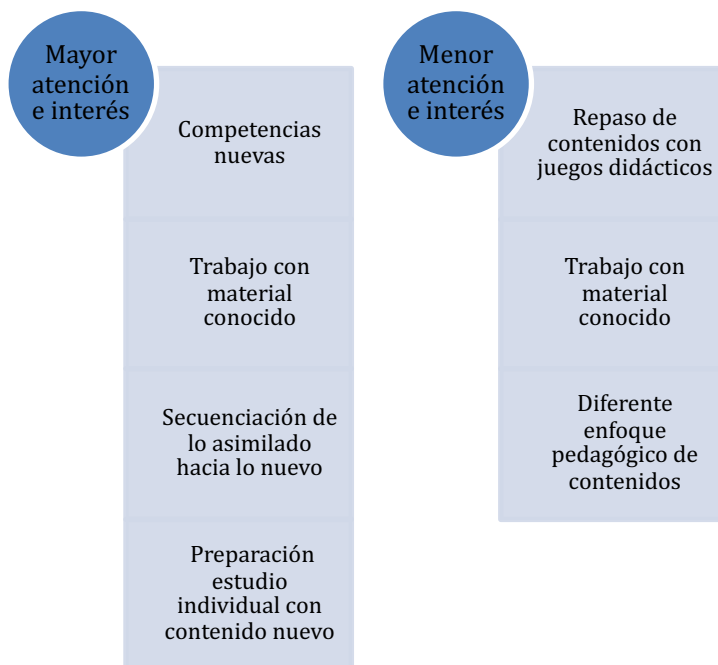 Mayor
atención
e interés
Competencias
nuevas
Trabajo con
material
conocido
Secuenciación de
lo asimilado
hacia lo nuevo
Preparación
estudio
individual con
contenido nuevo
Menor
atención
e interés
Repaso de
contenidos con
juegos didácticos
Trabajo con
material
conocido
Diferente
enfoque
pedagógico de
contenidos